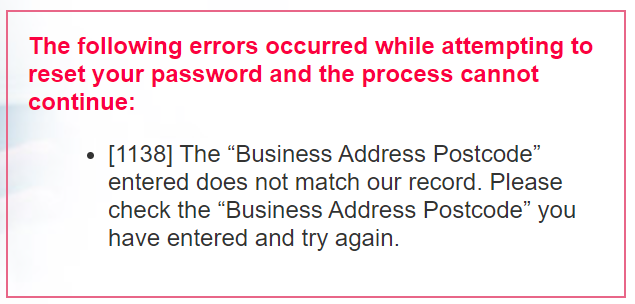 The following errors occurred while attempting to
reset your password and the process cannot
continue:
• [1138] The “Business Address Postcode”
entered does not match our record. Please
check the “Business Address Postcode” you
have entered and try again.